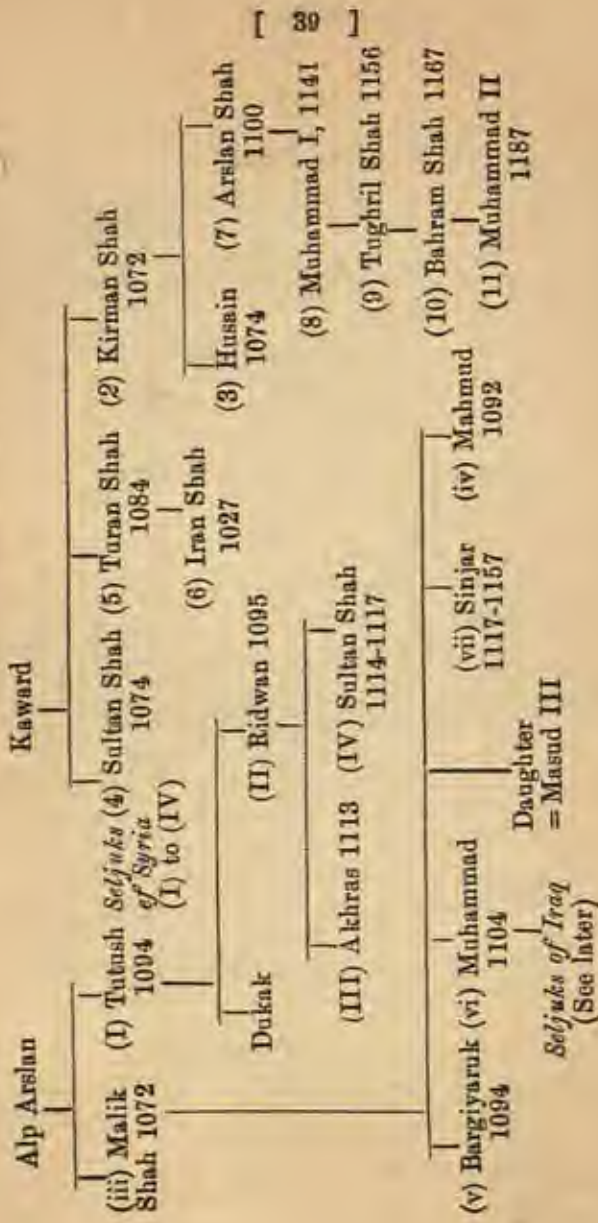 [ 39 ]
Alp Arslan
Kaward
(iii) Malik
Shah 1072
(I) Tutush
1094
Seljuks
of Syria
(I) to (IV)
(4) Sultan Shah
1074
(5) Turan Shah
1084
(2) Kirman Shah
1072
(6) Iran Shah
1027
(3) Husain
1074
(7) Arslan Shah
1100
Dukak
(II) Ridwan 1095
(8) Muhammad I, 1141
(III) Akhras 1113
(IV) Sultan Shah
1114-1117
(9) Tughril Shah 1156
(10) Bahram Shah 1167
(11) Muhammad II
1187
(v) Bargiyaruk
1094
(vi) Muhammad
1104
Daughter
= Masud III
(vii) Sinjar
1117-1157
(iv) Mahmud
1092
Seljuks of Iraq
(See later)